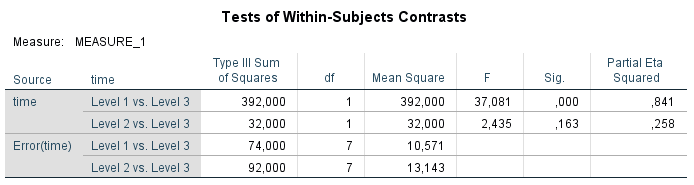 Tests of Within-Subjects Contrasts
Measure: MEASURE_1
Source time Type III Sum of Squares df Mean Square F Sig. Partial Eta Squared
time Level 1 vs. Level 3 392,000 1 392,000 37,081 ,000 ,841
Level 2 vs. Level 3 32,000 1 32,000 2,435 ,163 ,258
Error(time) Level 1 vs. Level 3 74,000 7 10,571
Level 2 vs. Level 3 92,000 7 13,143